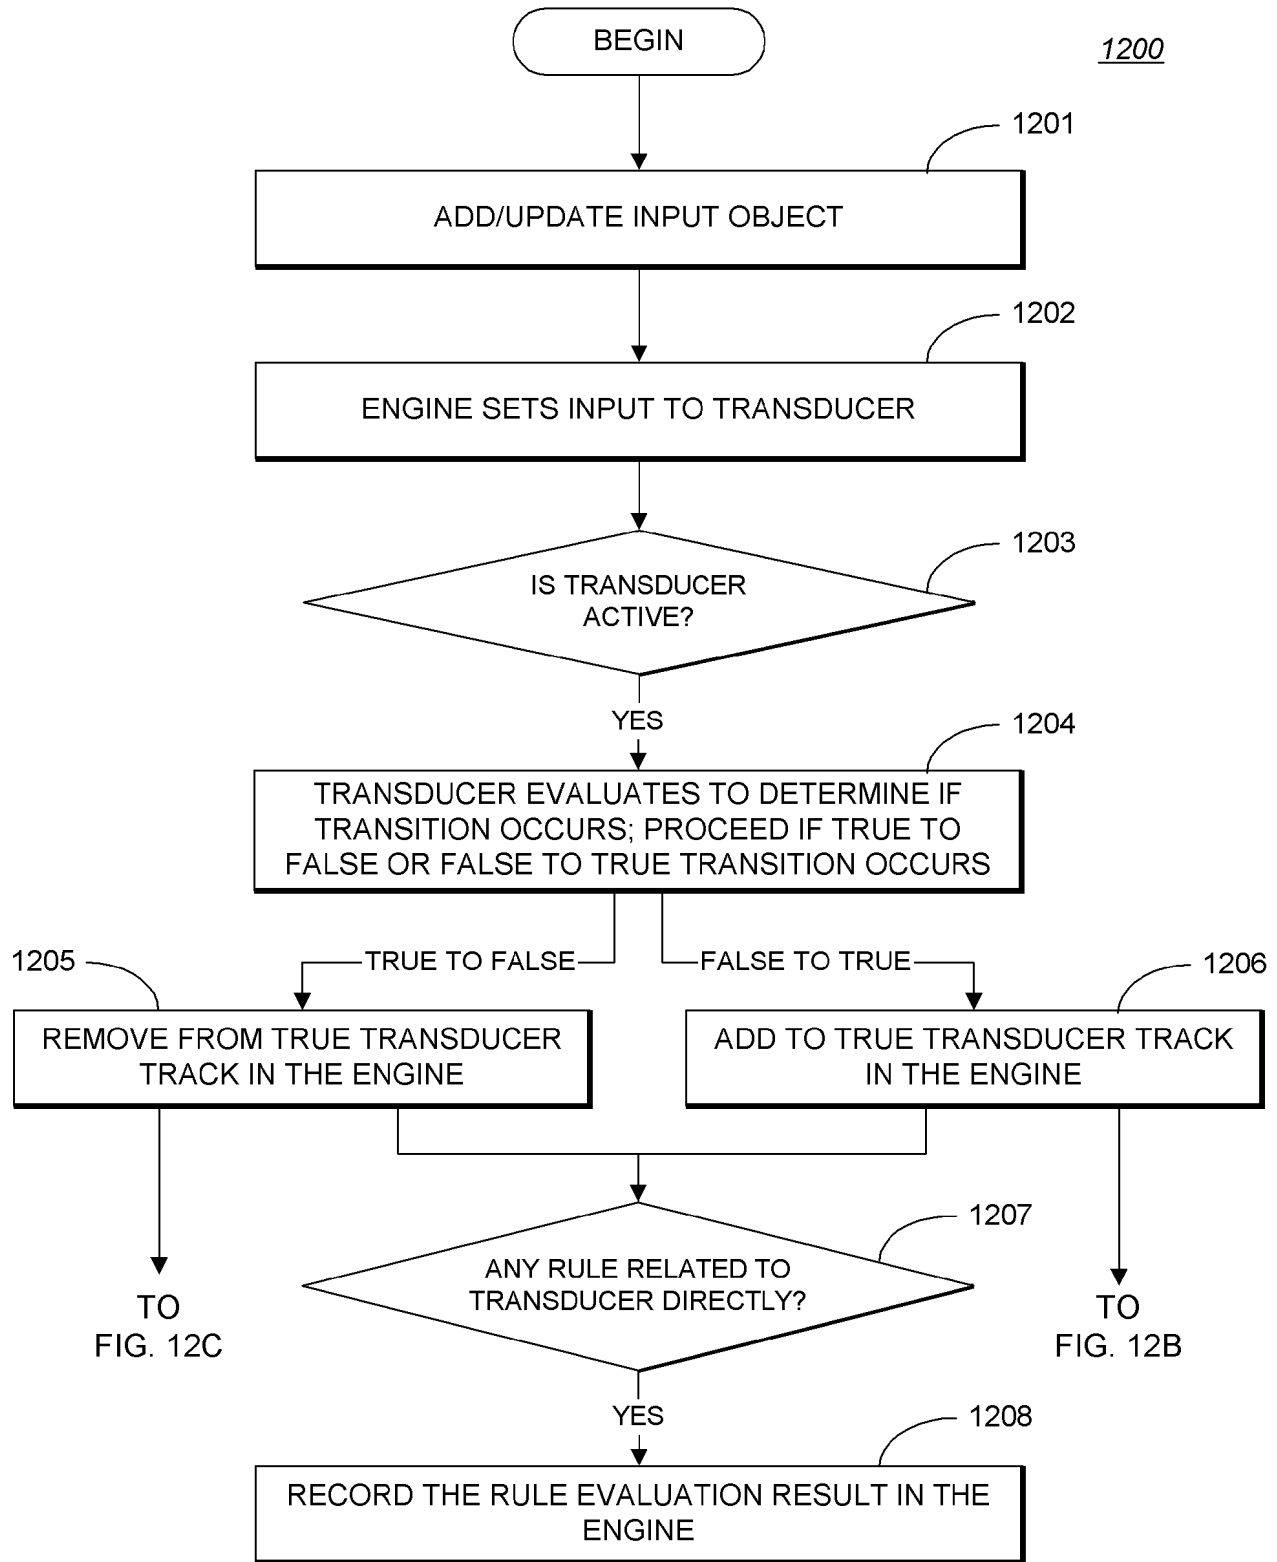 BEGIN
1200
1201
ADD/UPDATE INPUT OBJECT
1202
ENGINE SETS INPUT TO TRANSDUCER
1203
IS TRANSDUCER
ACTIVE?
YES
1204
TRANSDUCER EVALUATES TO DETERMINE IF
TRANSITION OCCURS; PROCEED IF TRUE TO
FALSE OR FALSE TO TRUE TRANSITION OCCURS
1205
TRUE TO FALSE
FALSE TO TRUE
1206
REMOVE FROM TRUE TRANSDUCER
TRACK IN THE ENGINE
ADD TO TRUE TRANSDUCER TRACK
IN THE ENGINE
1207
ANY RULE RELATED TO
TRANSDUCER DIRECTLY?
TO
FIG. 12C
TO
FIG. 12B
YES
1208
RECORD THE RULE EVALUATION RESULT IN THE
ENGINE